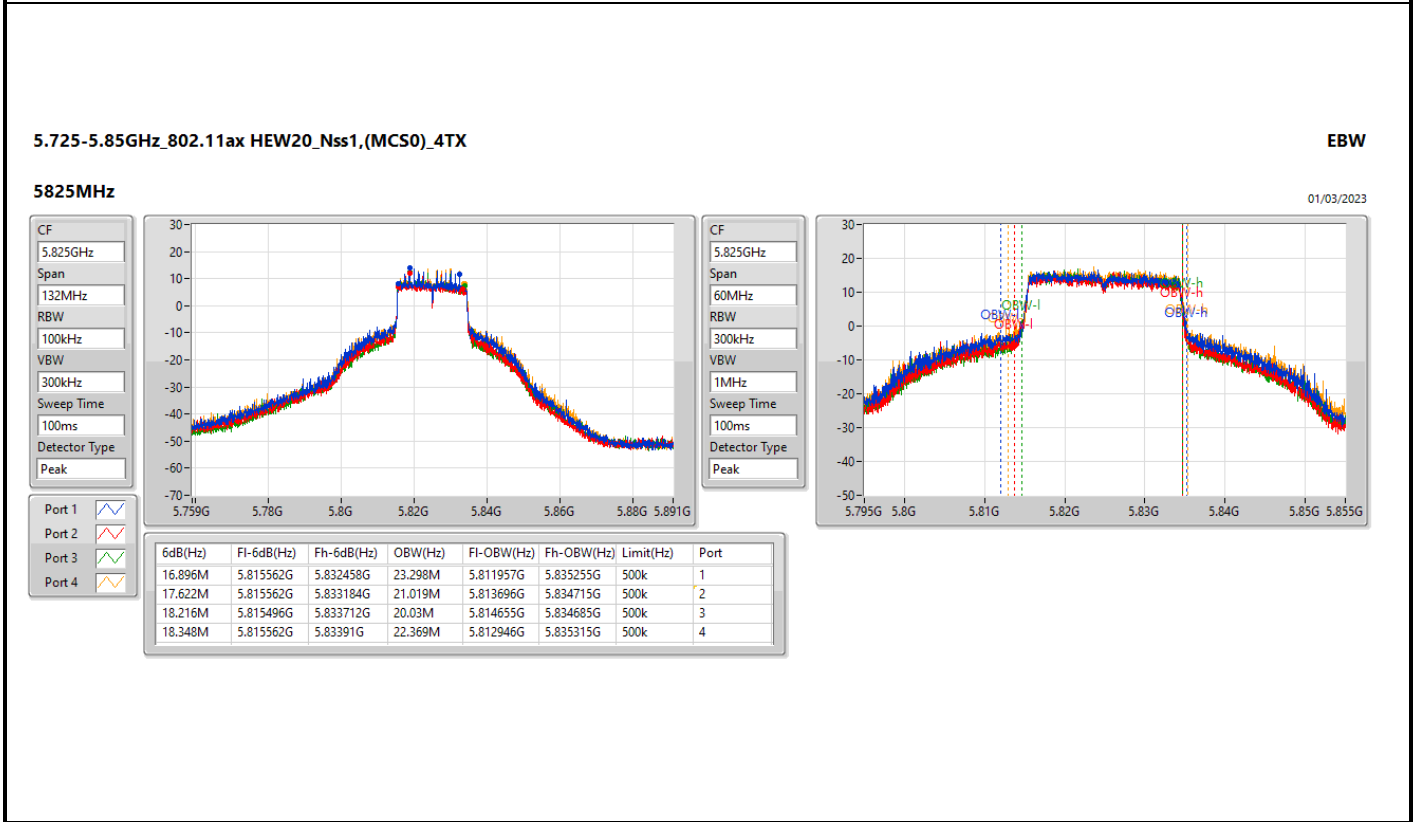 5.725-5.85GHz_802.11ax HEW20_Nss1,(MCS0)_4TX
EBW
5825MHz
01/03/2023
CF
5.825GHz
Span
132MHz
RBW
100kHz
VBW
300kHz
Sweep Time
100ms
Detector Type
Peak
30
20
10
0
-10
-20
-30
-40
-50
-60
-70
5.759G 5.78G 5.8G 5.82G 5.84G 5.86G 5.88G 5.891G
CF
5.825GHz
Span
60MHz
RBW
300kHz
VBW
1MHz
Sweep Time
100ms
Detector Type
Peak
30
20
10
0
-10
-20
-30
-40
-50
OBW-l
OBW-l
OBW-l
OBW-h
OBW-h
5.795G 5.8G 5.81G 5.82G 5.83G 5.84G 5.85G 5.855G
Port 1
Port 2
Port 3
Port 4
6dB(Hz) Fl-6dB(Hz) Fh-6dB(Hz) OBW(Hz) Fl-OBW(Hz) Fh-OBW(Hz) Limit(Hz) Port
16.896M 5.815562G 5.832458G 23.298M 5.811957G 5.835255G 500k 1
17.622M 5.815562G 5.833184G 21.019M 5.813696G 5.834715G 500k 2
18.216M 5.815496G 5.833712G 20.03M 5.814655G 5.834685G 500k 3
18.348M 5.815562G 5.83391G 22.369M 5.812946G 5.835315G 500k 4